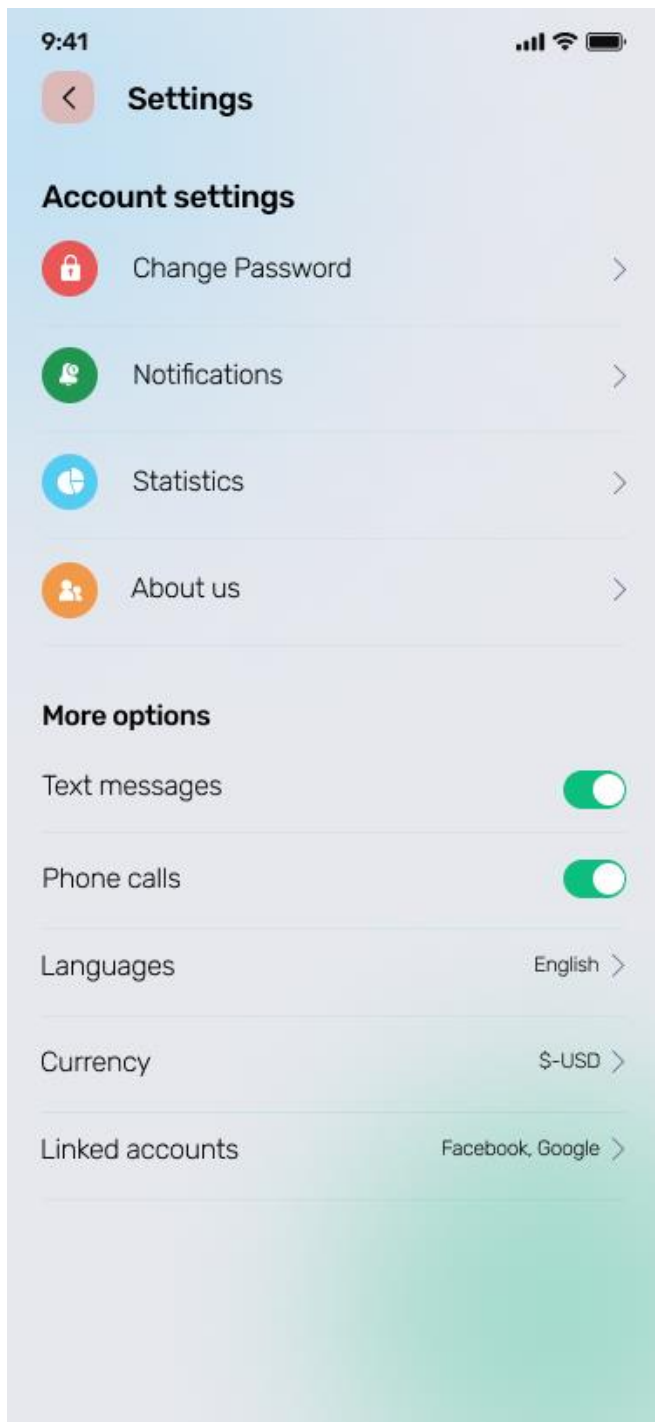 9:41
Settings
Account settings
Change Password
Notifications
Statistics
About us
More options
Text messages
Phone calls
Languages English
Currency $-USD
Linked accounts Facebook, Google